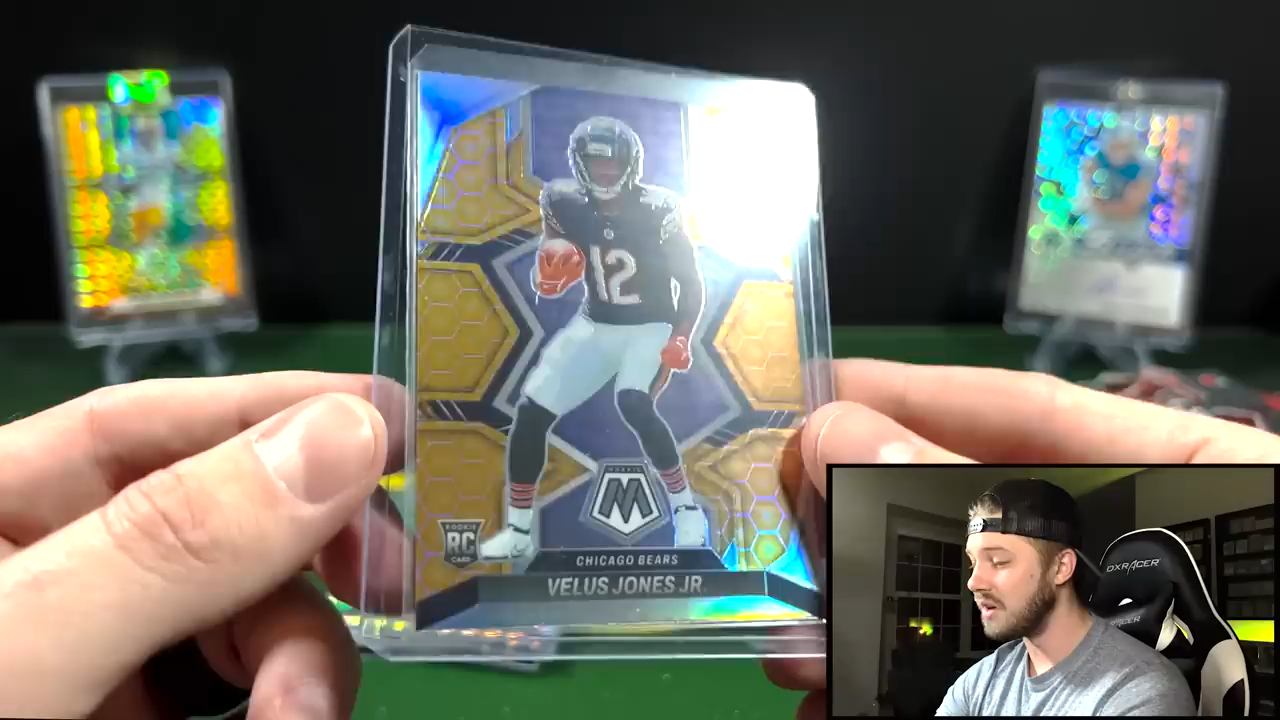 12
MOSAIC
M
ROOKIE
RC
CARD
CHICAGO BEARS
VELUS JONES JR.
DXRACER